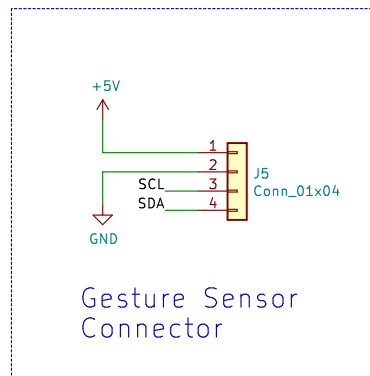 +5V
1
2
3
4
SCL
SDA
J5
Conn_01x04
GND
Gesture Sensor
Connector